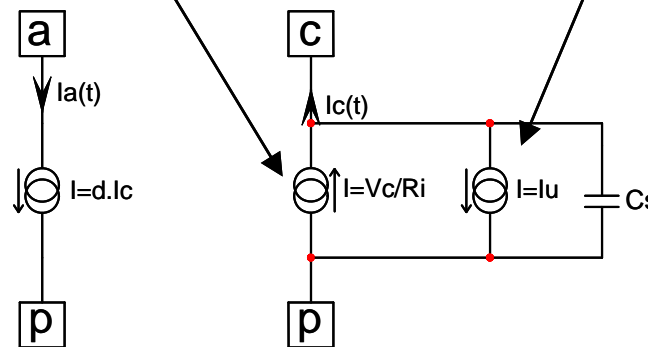 a
c
Ia(t)
Ic(t)
I=d.Ic
I=Vc/Ri
I=Iu
Cs
p
p